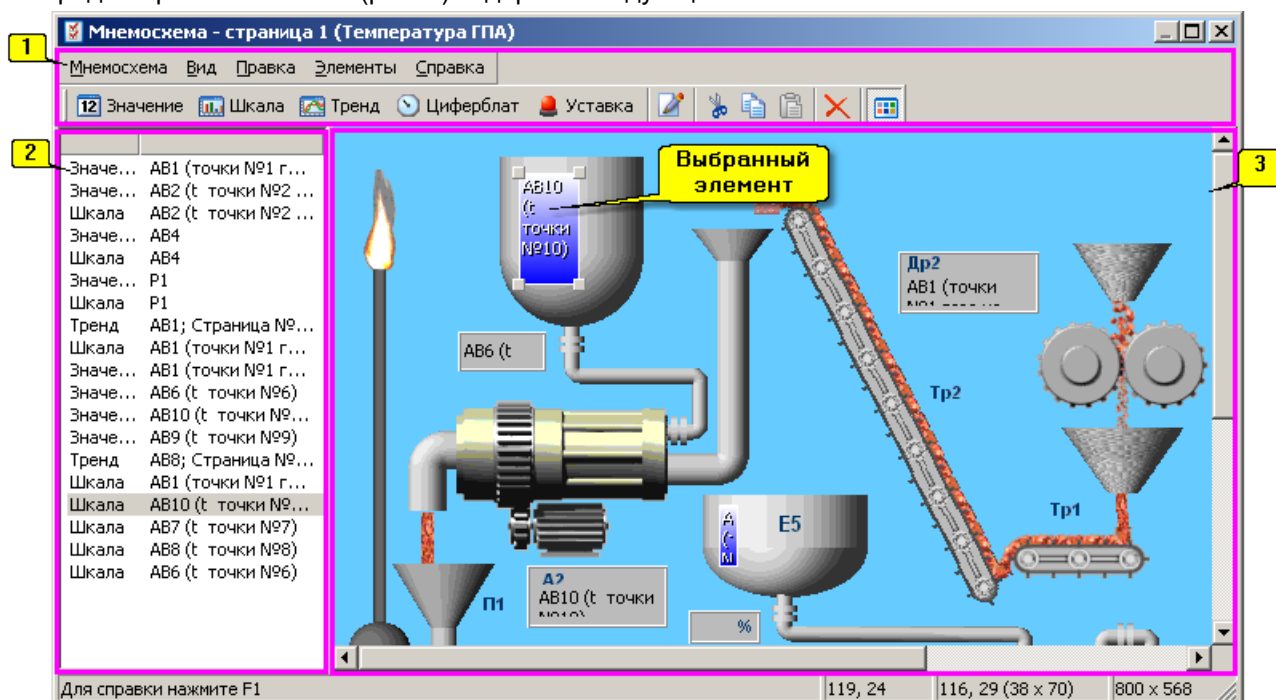 Мнемосхема - страница 1 (Температура ГПА)
1
Мнемосхема Вид Правка Элементы Справка
12 Значение Шкала Тренд Циферблат Уставка
2
3
Значе... АВ1 (точки №1 г...
Значе... АВ2 (t точки №2 ...
Шкала АВ2 (t точки №2 ...
Значе... АВ4
Шкала АВ4
Значе... Р1
Шкала Р1
Тренд АВ1; Страница №...
Шкала АВ1 (точки №1 г...
Значе... АВ1 (точки №1 г...
Значе... АВ6 (t точки №6)
Значе... АВ10 (t точки №...
Значе... АВ9 (t точки №9)
Тренд АВ8; Страница №...
Шкала АВ1 (точки №1 г...
Шкала АВ10 (t точки №...
Шкала АВ7 (t точки №7)
Шкала АВ8 (t точки №8)
Шкала АВ6 (t точки №6)
Выбранный
элемент
АВ10
(t
точки
№10)
Др2
АВ1 (точки
АВ6 (t
Тр2
Тр1
Е5
А2
АВ10 (t точки
П1
%
Для справки нажмите F1
119, 24
116, 29 (38 x 70)
800 x 568